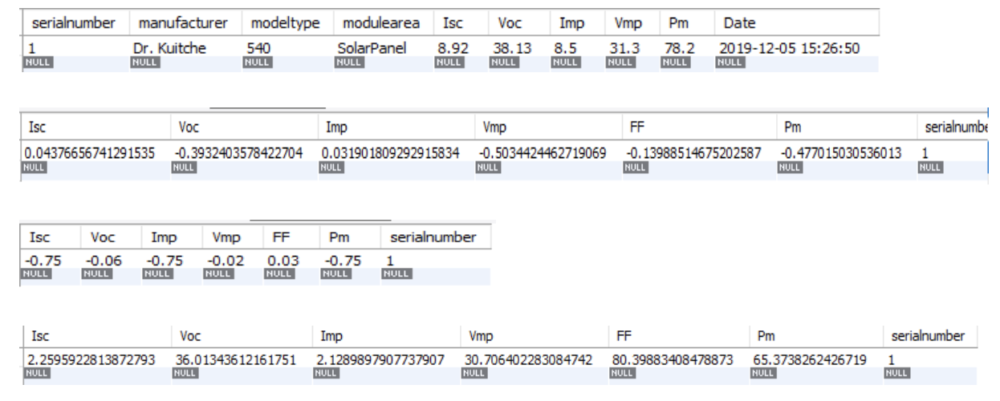 serialnumber manufacturer modeltype modulearea Isc Voc Imp Vmp Pm Date
1 Dr. Kuitche 540 SolarPanel 8.92 38.13 8.5 31.3 78.2 2019-12-05 15:26:50
NULL NULL NULL NULL NULL NULL NULL NULL NULL NULL
Isc Voc Imp Vmp FF Pm serialnumbe
0.04376656741291535 -0.3932403578422704 0.031901809292915834 -0.5034424462719069 -0.13988514675202587 -0.477015030536013 1
NULL NULL NULL NULL NULL NULL NULL
Isc Voc Imp Vmp FF Pm serialnumber
-0.75 -0.06 -0.75 -0.02 0.03 -0.75 1
NULL NULL NULL NULL NULL NULL NULL
Isc Voc Imp Vmp FF Pm serialnumber
2.2595922813872793 36.01343612161751 2.1289897907737907 30.706402283084742 80.39883408478873 65.3738262426719 1
NULL NULL NULL NULL NULL NULL NULL